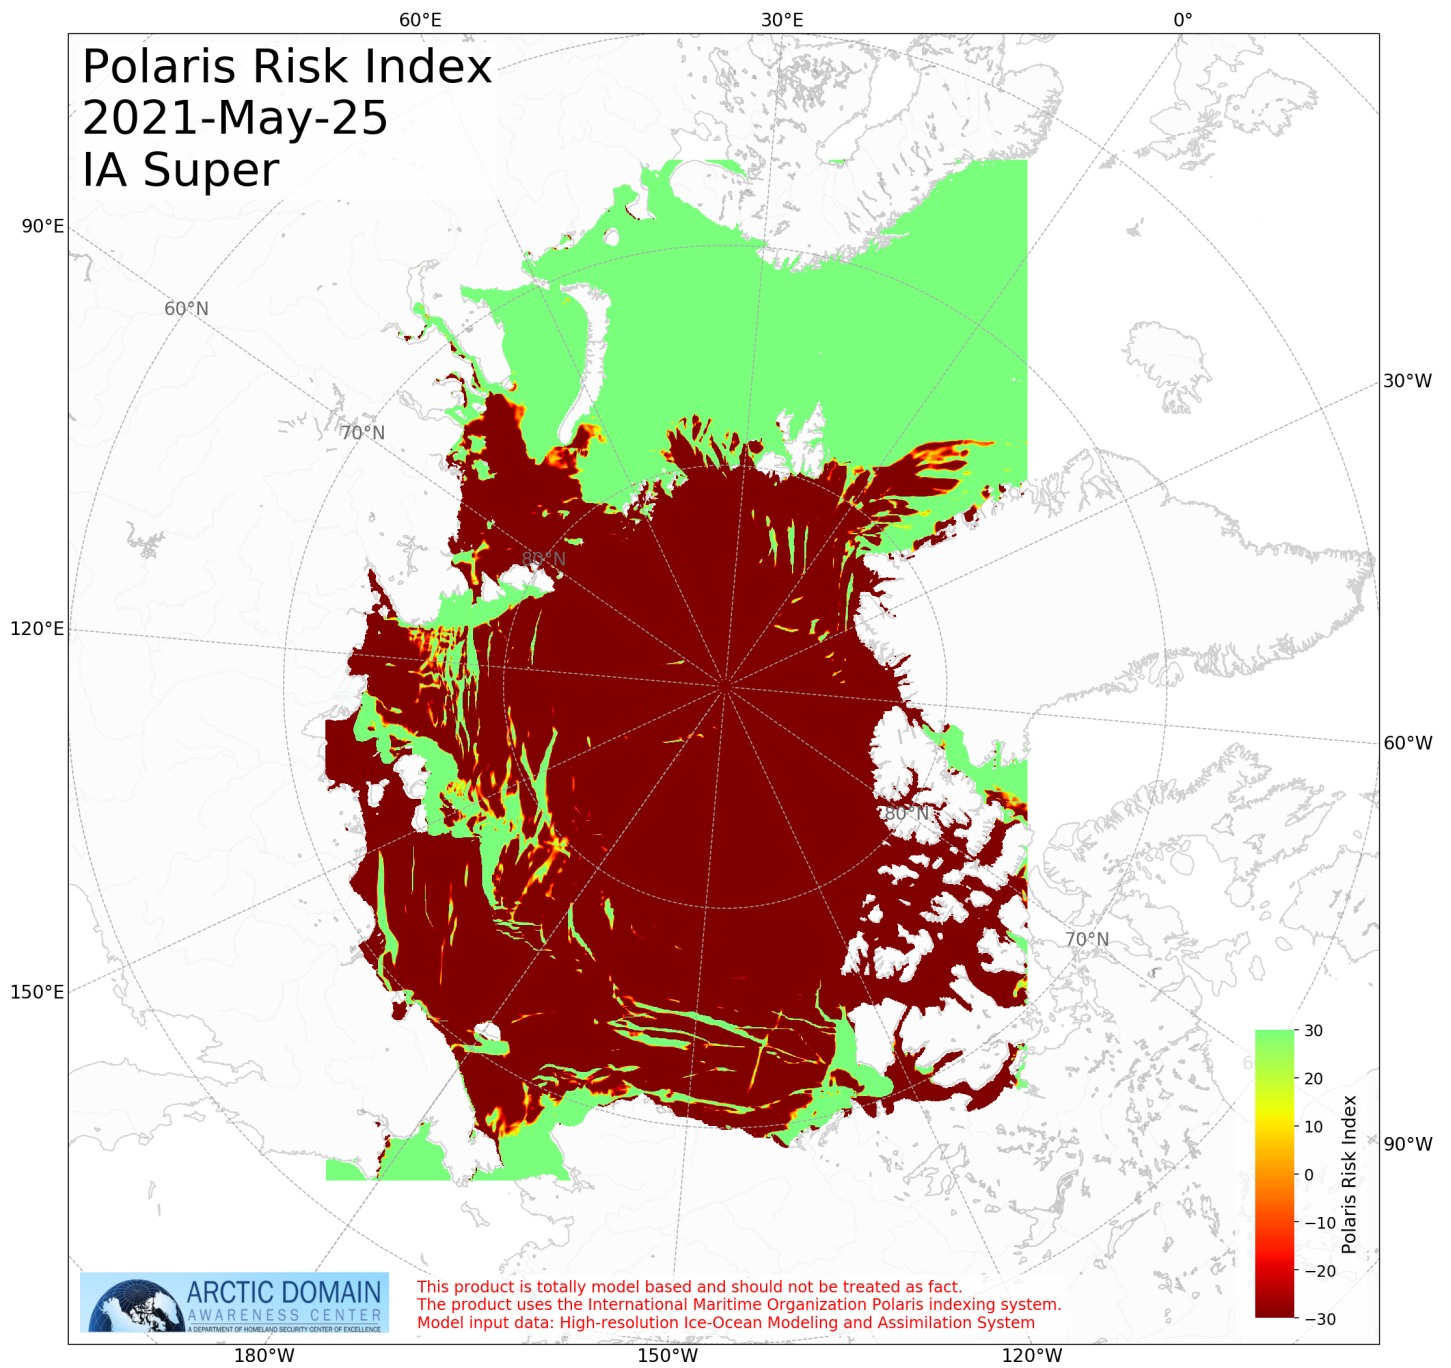 60°E 30°E 0°
Polaris Risk Index
2021-May-25
IA Super
90°E
60°N
30°W
70°N
80°N
120°E
60°W
80°N
70°N
150°E
30
20
10
0
−10
−20
−30
Polaris Risk Index
90°W
ARCTIC DOMAIN
AWARENESS CENTER
A DEPARTMENT OF HOMELAND SECURITY CENTER OF EXCELLENCE
This product is totally model based and should not be treated as fact.
The product uses the International Maritime Organization Polaris indexing system.
Model input data: High-resolution Ice-Ocean Modeling and Assimilation System
180°W 150°W 120°W